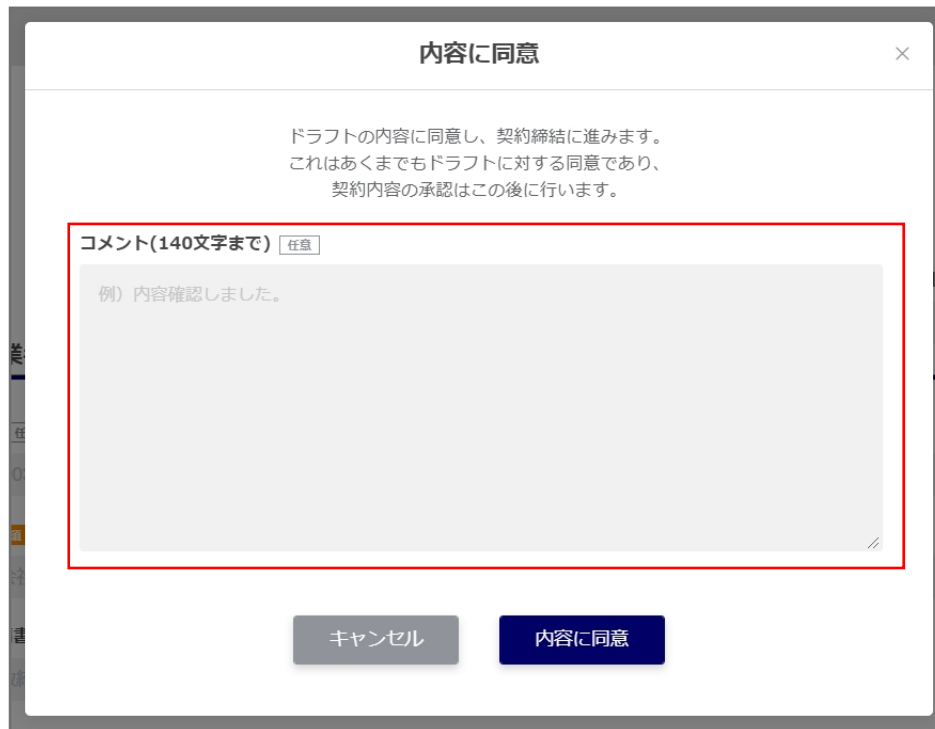 内容に同意
×
ドラフトの内容に同意し、契約締結に進みます。
これはあくまでもドラフトに対する同意であり、
契約内容の承認はこの後に行います。
コメント(140文字まで) 任意
例）内容確認しました。
キャンセル 内容に同意